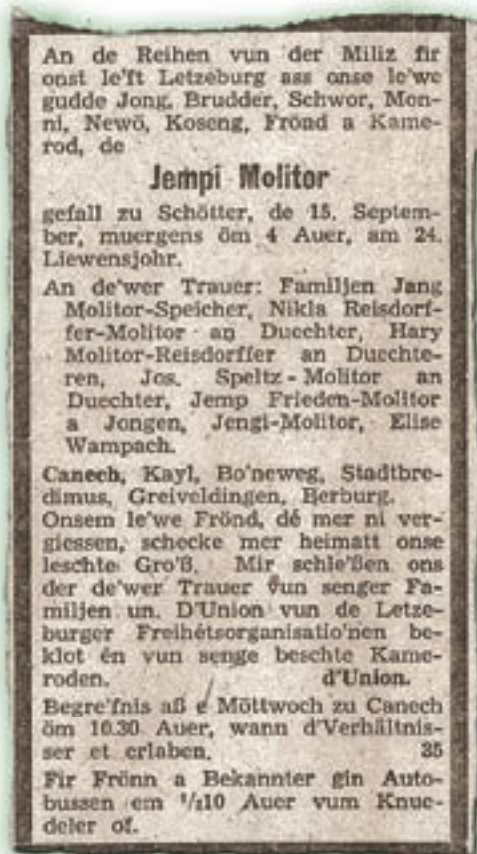 An de Reihen vun der Miliz fir
onst le'ft Letzeburg ass onse le'we
gudde Jong, Brudder, Schwor, Mon-
ni, Newö, Koseng, Frönd a Kame-
rod, de
Jempi Molitor
gefall zu Schötter, de 15. Septem-
ber, muergens öm 4 Auer, am 24.
Liewensjohr.
An de'wer Trauer: Familjen Jang
Molitor-Speicher, Nikla Reisdorf-
fer-Molitor an Duechter, Hary
Molitor-Reisdorffer an Duechte-
ren, Jos. Speltz-Molitor an
Duechter, Jemp Frieden-Molitor
a Jongen, Jengi-Molitor, Elise
Wampach.
Canech, Kayl, Bo'neweg, Stadtbre-
dimus, Greiveldingen, Berburg.
Onsem le'we Frönd, dé mer ni ver-
giessen, schecke mer heimatt onse
leschte Gro'ß. Mir schle'ßen ons
der de'wer Trauer vun senger Fa-
miljen un. D'Union vun de Letze-
burger Freihétsorganisatio'nen be-
klot én vun senge beschte Kame-
roden. d'Union.
Begre'fnis aß e Möttwoch zu Canech
öm 10.30 Auer, wann d'Verhältnis-
ser et erlaben. 35
Fir Frönn a Bekannter gin Auto-
bussen em ½10 Auer vum Knue-
deler of.